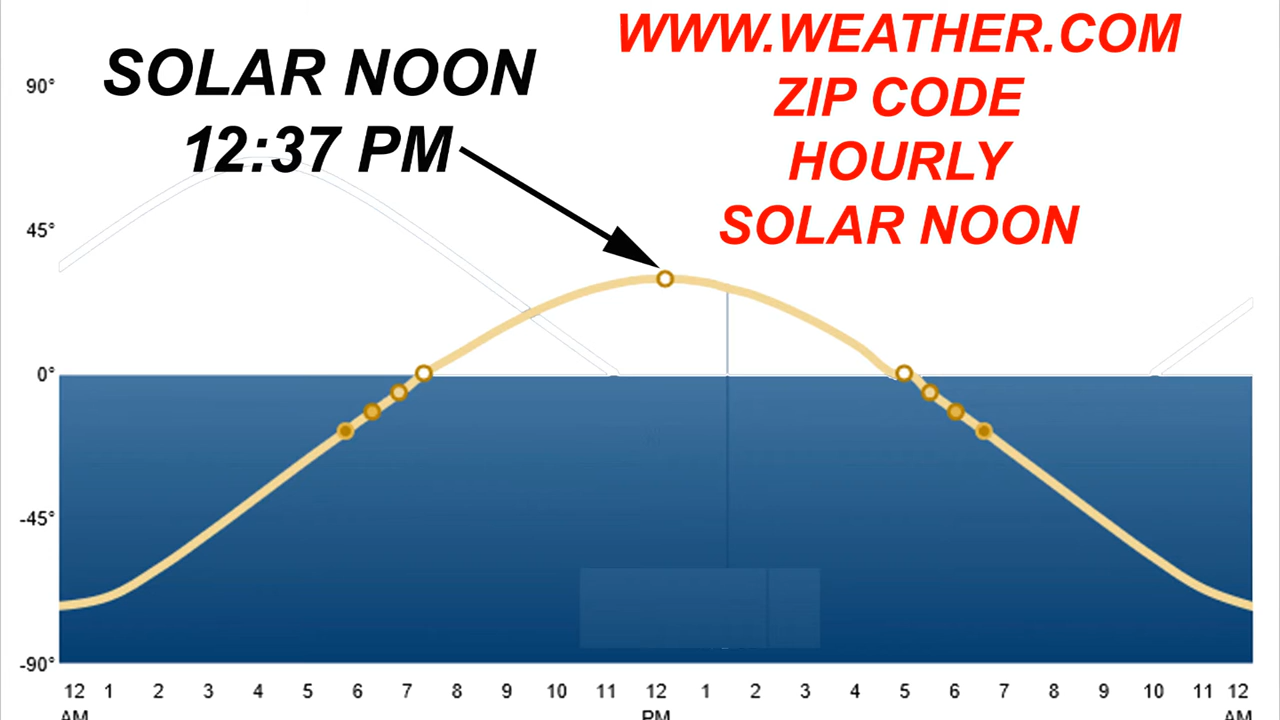 WWW.WEATHER.COM
ZIP CODE
HOURLY
SOLAR NOON
SOLAR NOON
12:37 PM
90°
45°
0°
-45°
-90°
12 1 2 3 4 5 6 7 8 9 10 11 12 1 2 3 4 5 6 7 8 9 10 11 12
AM PM AM